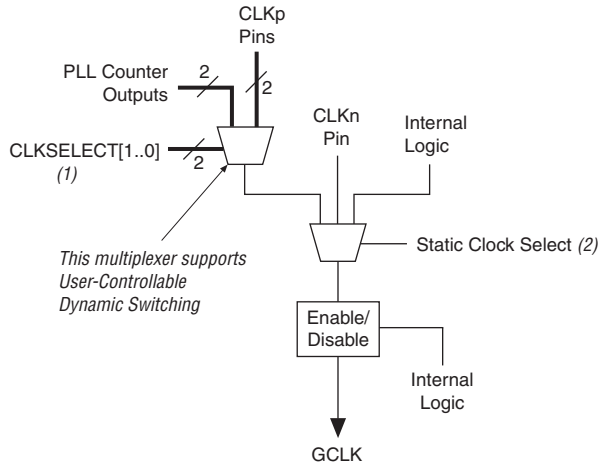 CLKp
Pins
PLL Counter
Outputs
2
2
CLKn
Pin
Internal
Logic
CLKSELECT[1..0]
(1)
2
This multiplexer supports
User-Controllable
Dynamic Switching
Static Clock Select (2)
Enable/
Disable
Internal
Logic
GCLK